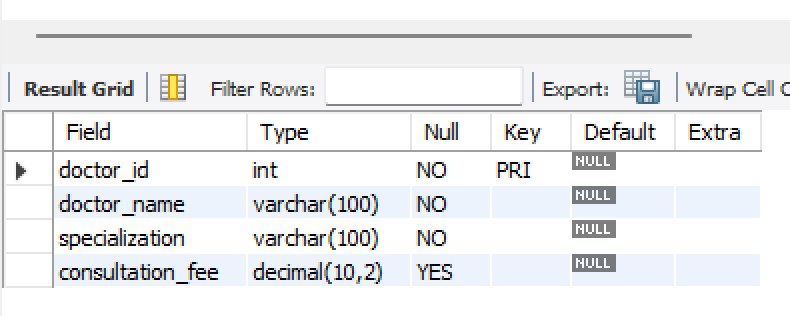 Result Grid Filter Rows: Export: Wrap Cell C
Field Type Null Key Default Extra
doctor_id int NO PRI NULL
doctor_name varchar(100) NO NULL
specialization varchar(100) NO NULL
consultation_fee decimal(10,2) YES NULL